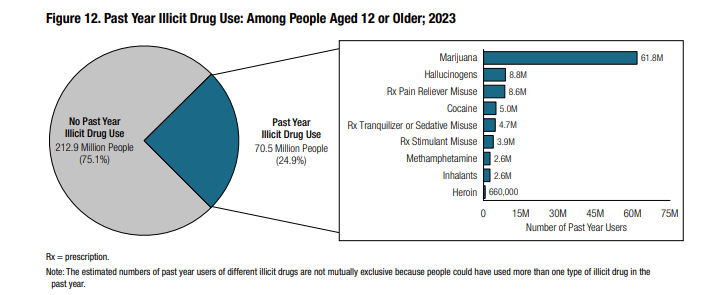 Figure 12. Past Year Illicit Drug Use: Among People Aged 12 or Older; 2023
No Past Year
Illicit Drug Use
212.9 Million People
(75.1%)
Past Year
Illicit Drug Use
70.5 Million People
(24.9%)
Marijuana 61.8M
Hallucinogens 8.8M
Rx Pain Reliever Misuse 8.6M
Cocaine 5.0M
Rx Tranquilizer or Sedative Misuse 4.7M
Rx Stimulant Misuse 3.9M
Methamphetamine 2.6M
Inhalants 2.6M
Heroin 660,000
0 15M 30M 45M 60M 75M
Number of Past Year Users
Rx = prescription.
Note: The estimated numbers of past year users of different illicit drugs are not mutually exclusive because people could have used more than one type of illicit drug in the
past year.